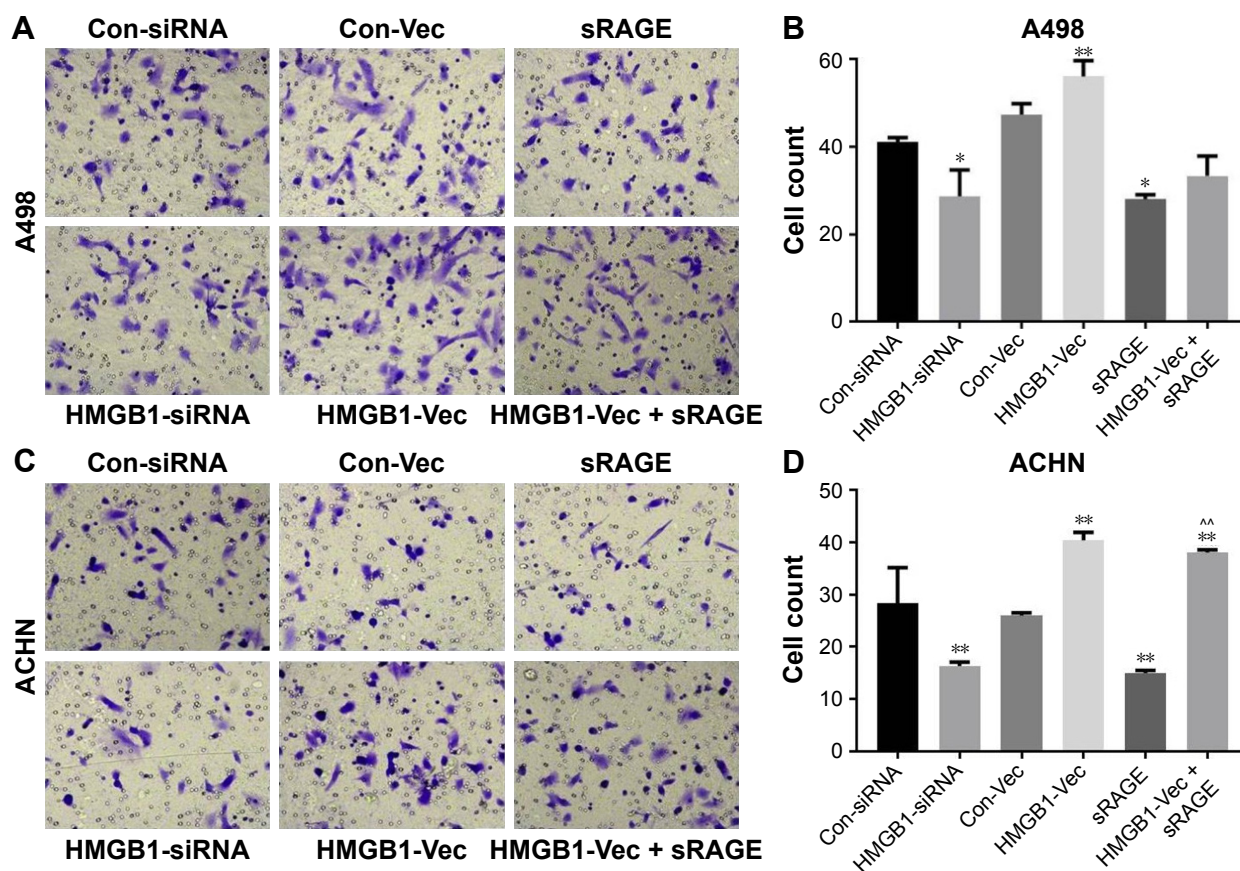 A
Con-siRNA
Con-Vec
sRAGE
A498
HMGB1-siRNA
HMGB1-Vec
HMGB1-Vec + sRAGE
B
A498
Cell count
60
40
20
0
*
**
*
Con-siRNA
HMGB1-siRNA
Con-Vec
HMGB1-Vec
sRAGE
HMGB1-Vec +
sRAGE
C
Con-siRNA
Con-Vec
sRAGE
ACHN
HMGB1-siRNA
HMGB1-Vec
HMGB1-Vec + sRAGE
D
ACHN
Cell count
50
40
30
20
10
0
**
**
**
^^
**
Con-siRNA
HMGB1-siRNA
Con-Vec
HMGB1-Vec
sRAGE
HMGB1-Vec +
sRAGE